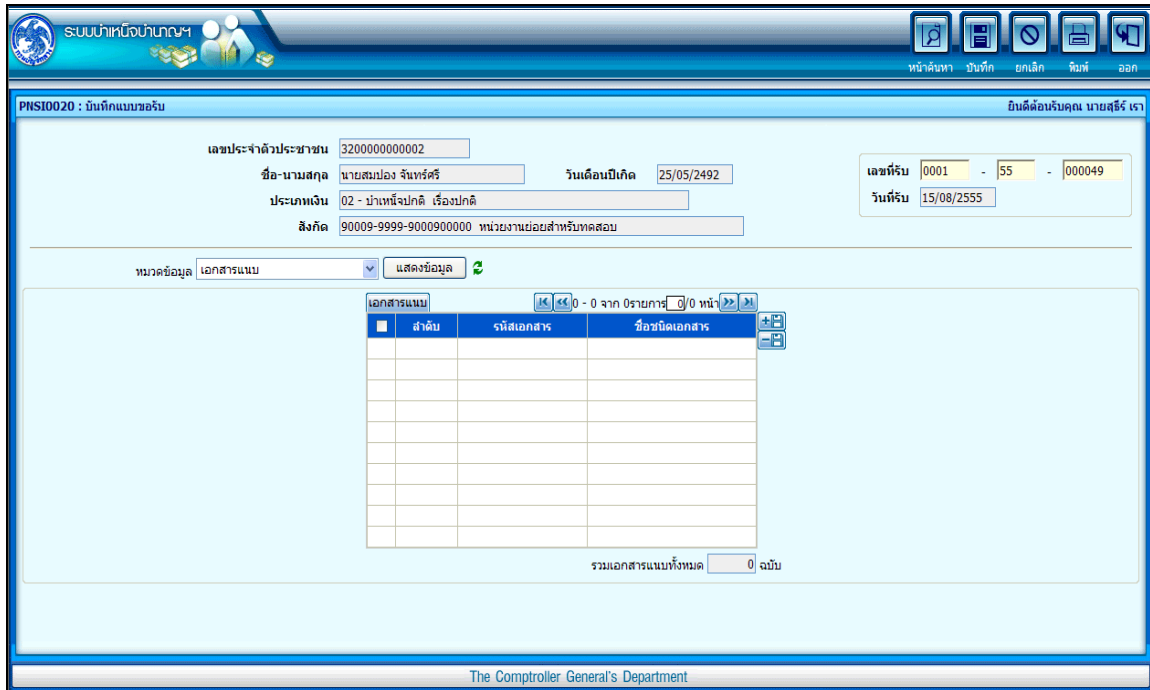 ระบบบำเหน็จบำนาญฯ
หน้าค้นหา บันทึก ยกเลิก พิมพ์ ออก
PNSI0020 : บันทึกแบบขอรับ ยินดีต้อนรับคุณ นายสุธีร์ เรา
เลขประจำตัวประชาชน 3200000000002
ชื่อ-นามสกุล นายสมปอง จันทร์ศรี วันเดือนปีเกิด 25/05/2492 เลขที่รับ 0001 - 55 - 000049
ประเภทเงิน 02 - บำเหน็จปกติ เรื่องปกติ วันที่รับ 15/08/2555
สังกัด 90009-9999-9000900000 หน่วยงานย่อยสำหรับทดสอบ
หมวดข้อมูล เอกสารแนบ แสดงข้อมูล
เอกสารแนบ 0 - 0 จาก 0รายการ 0/0 หน้า
ลำดับ รหัสเอกสาร ชื่อชนิดเอกสาร
รวมเอกสารแนบทั้งหมด 0 ฉบับ
The Comptroller General's Department